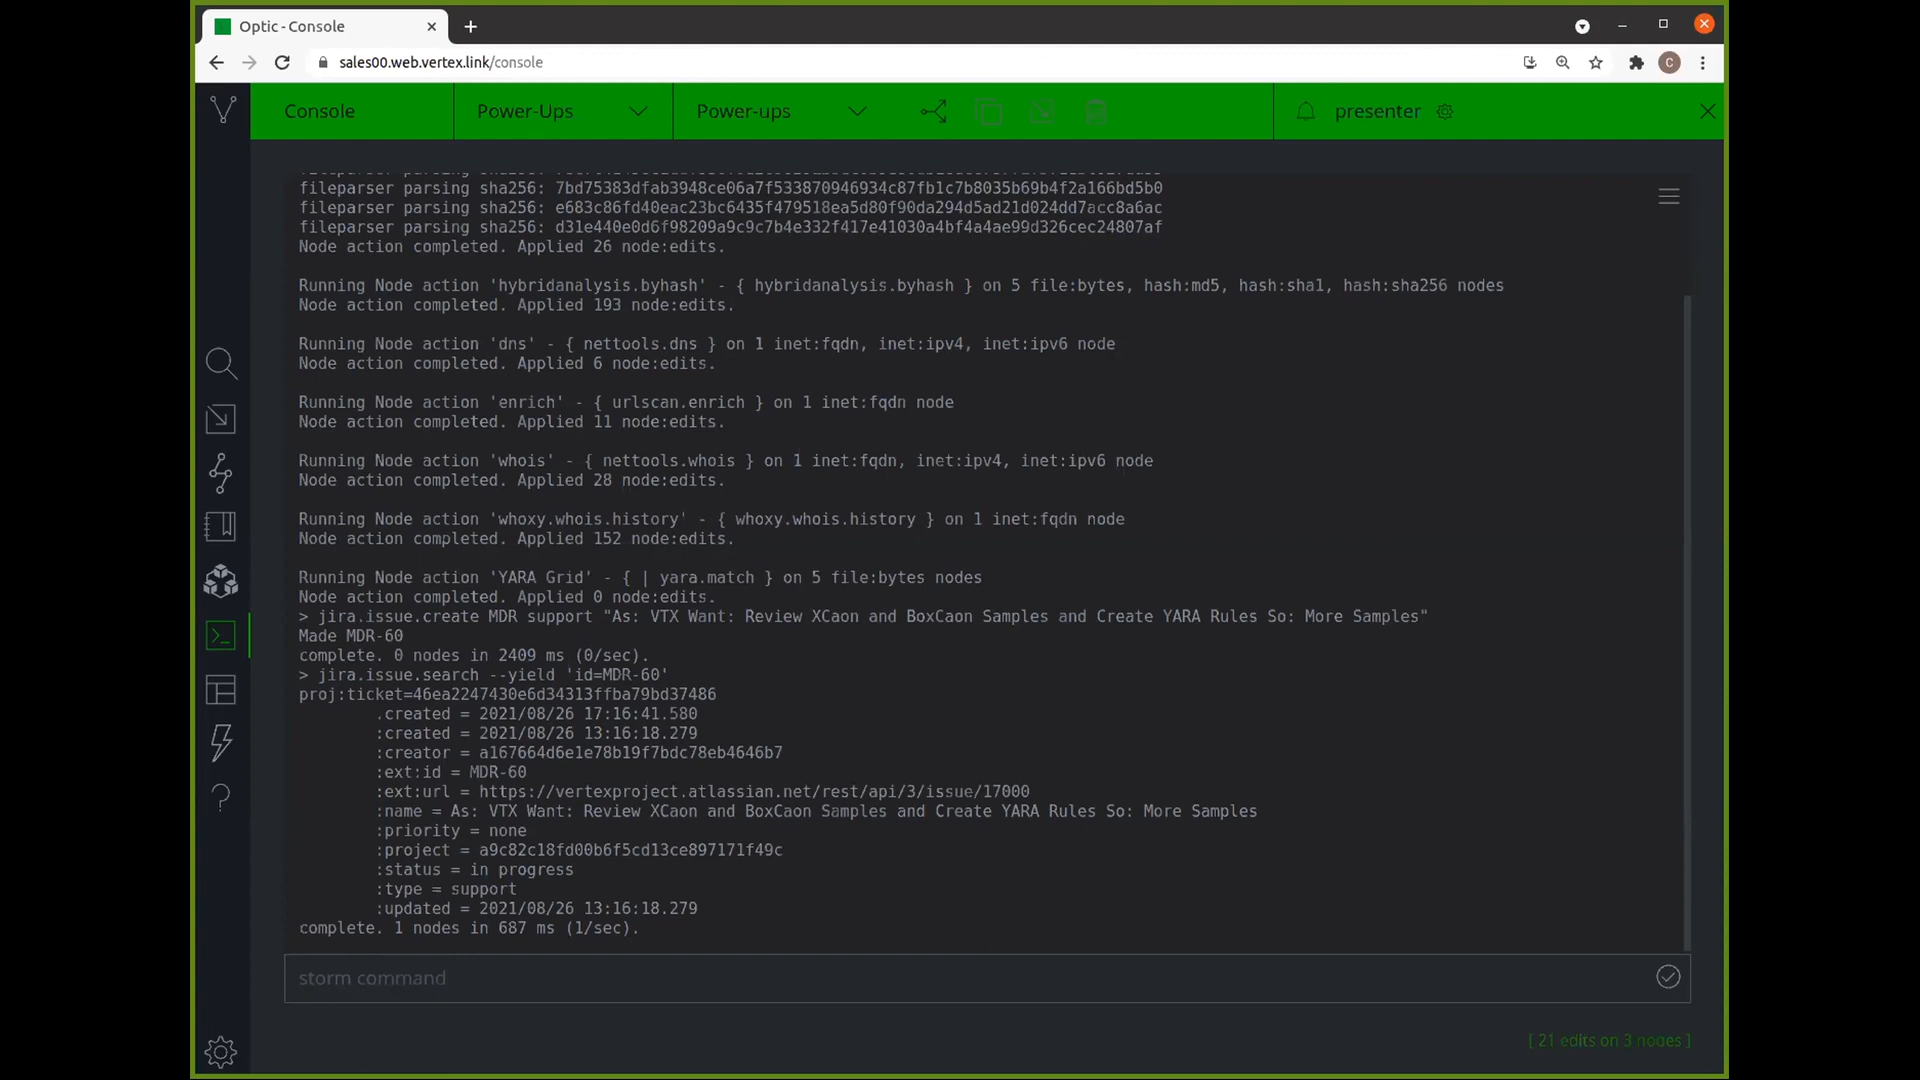 Optic - Console
sales00.web.vertex.link/console
C
Console
Power-Ups
Power-ups
presenter
fileparser parsing sha256: 7bd75383dfab3948ce06a7f533870946934c87fb1c7b8035b69b4f2a166bd5b0
fileparser parsing sha256: e683c86fd40eac23bc6435f479518ea5d80f90da294d5ad21d024dd7acc8a6ac
fileparser parsing sha256: d31e440e0d6f98209a9c9c7b4e332f417e41030a4bf4a4ae99d326cec24807af
Node action completed. Applied 26 node:edits.
Running Node action 'hybridanalysis.byhash' - { hybridanalysis.byhash } on 5 file:bytes, hash:md5, hash:sha1, hash:sha256 nodes
Node action completed. Applied 193 node:edits.
Running Node action 'dns' - { nettools.dns } on 1 inet:fqdn, inet:ipv4, inet:ipv6 node
Node action completed. Applied 6 node:edits.
Running Node action 'enrich' - { urlscan.enrich } on 1 inet:fqdn node
Node action completed. Applied 11 node:edits.
Running Node action 'whois' - { nettools.whois } on 1 inet:fqdn, inet:ipv4, inet:ipv6 node
Node action completed. Applied 28 node:edits.
Running Node action 'whoxy.whois.history' - { whoxy.whois.history } on 1 inet:fqdn node
Node action completed. Applied 152 node:edits.
Running Node action 'YARA Grid' - { | yara.match } on 5 file:bytes nodes
Node action completed. Applied 0 node:edits.
> jira.issue.create MDR support "As: VTX Want: Review XCaon and BoxCaon Samples and Create YARA Rules So: More Samples"
Made MDR-60
complete. 0 nodes in 2409 ms (0/sec).
> jira.issue.search --yield 'id=MDR-60'
proj:ticket=46ea2247430e6d34313ffba79bd37486
.created = 2021/08/26 17:16:41.580
:created = 2021/08/26 13:16:18.279
:creator = a167664d6e1e78b19f7bdc78eb4646b7
:ext:id = MDR-60
:ext:url = https://vertexproject.atlassian.net/rest/api/3/issue/17000
:name = As: VTX Want: Review XCaon and BoxCaon Samples and Create YARA Rules So: More Samples
:priority = none
:project = a9c82c18fd00b6f5cd13ce897171f49c
:status = in progress
:type = support
:updated = 2021/08/26 13:16:18.279
complete. 1 nodes in 687 ms (1/sec).
storm command
[ 21 edits on 3 nodes ]